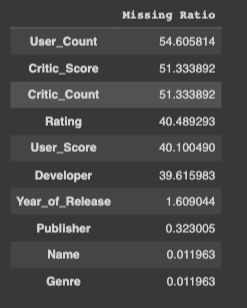 Missing Ratio
User_Count 54.605814
Critic_Score 51.333892
Critic_Count 51.333892
Rating 40.489293
User_Score 40.100490
Developer 39.615983
Year_of_Release 1.609044
Publisher 0.323005
Name 0.011963
Genre 0.011963